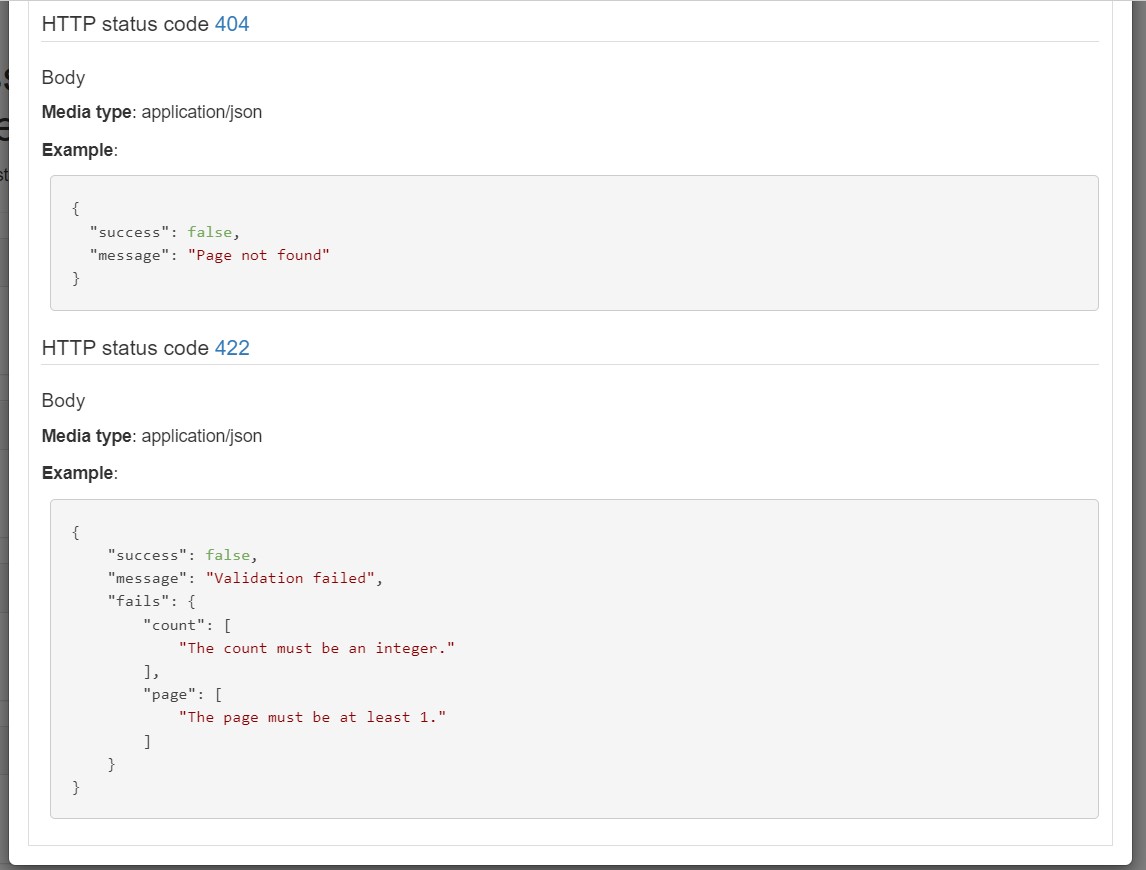 HTTP status code 404
Body
Media type: application/json
Example:
{
  "success": false,
  "message": "Page not found"
}
HTTP status code 422
Body
Media type: application/json
Example:
{
    "success": false,
    "message": "Validation failed",
    "fails": {
        "count": [
            "The count must be an integer."
        ],
        "page": [
            "The page must be at least 1."
        ]
    }
}